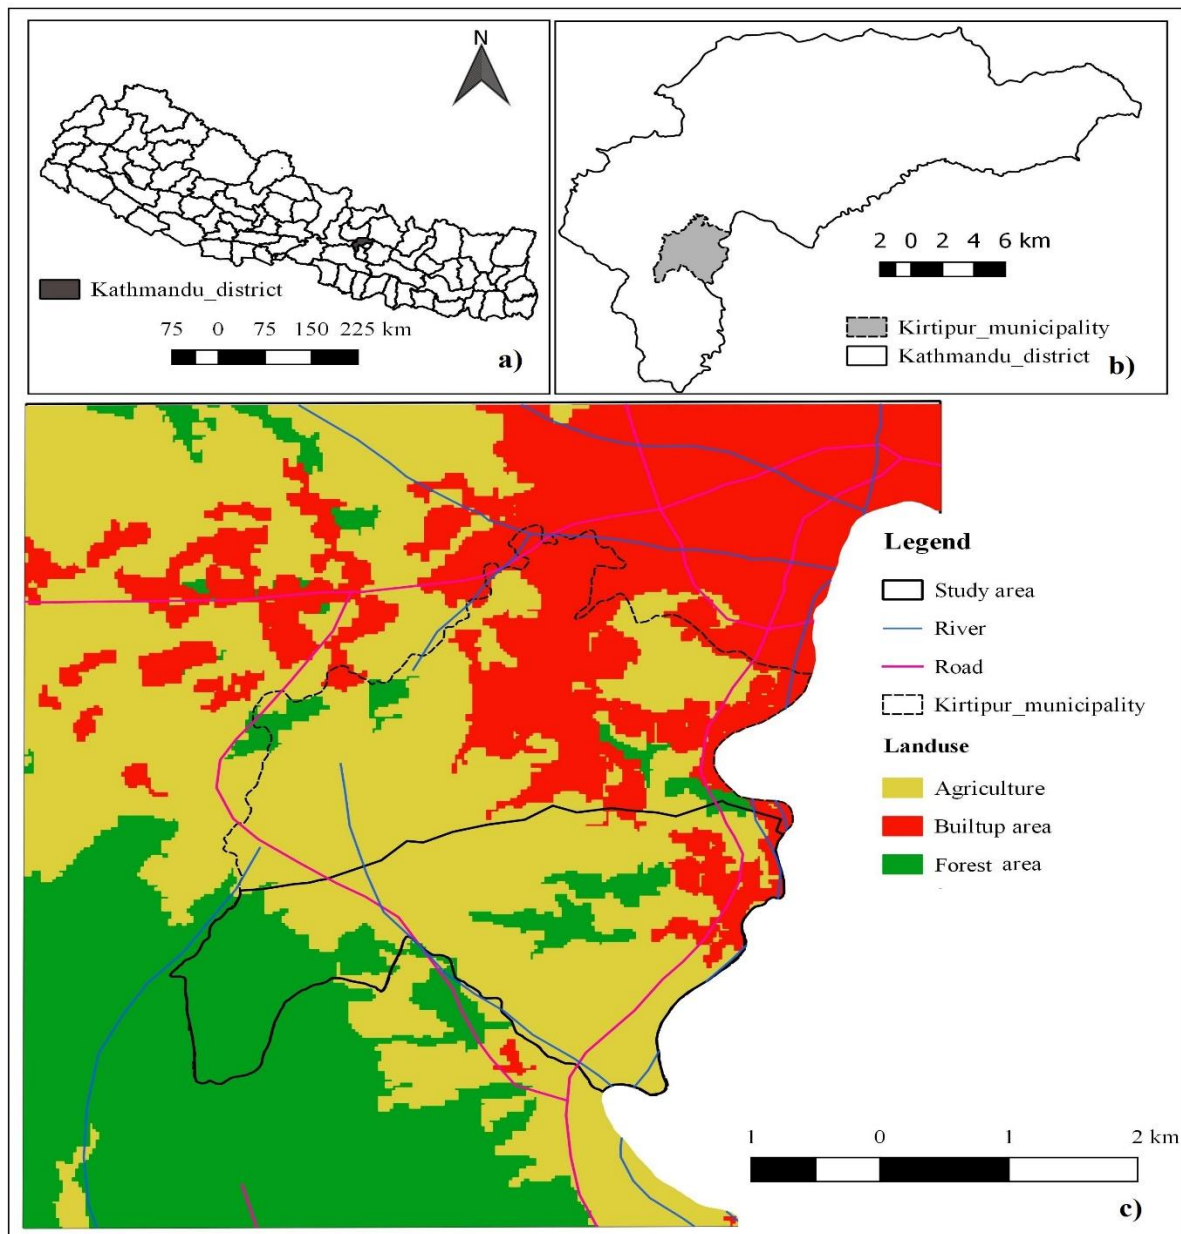 N
Kathmandu_district
75 0 75 150 225 km
a)
2 0 2 4 6 km
Kirtipur_municipality
Kathmandu_district
b)
Legend
Study area
River
Road
Kirtipur_municipality
Landuse
Agriculture
Builtup area
Forest area
1 0 1 2 km
c)